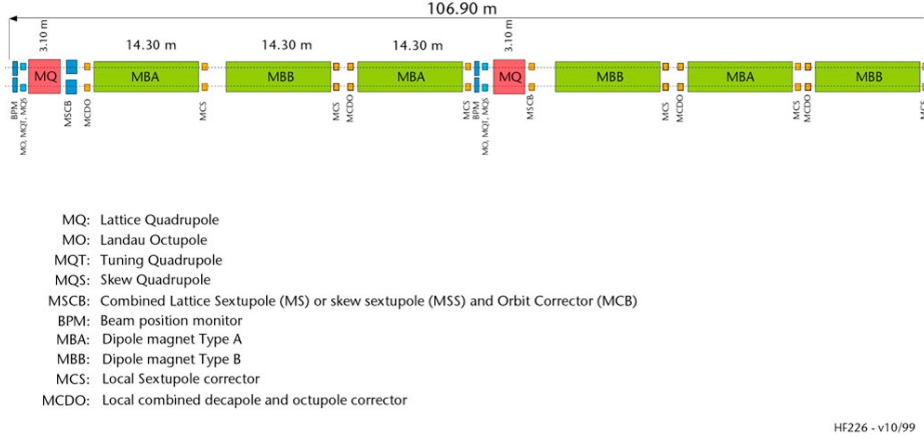 106.90 m
3.10 m
14.30 m
14.30 m
14.30 m
3.10 m
MQ
MBA
MBB
MBA
MQ
MBB
MBA
MBB
BPM
MO, MQT, MQS
MSCB
MCDO
MCS
MCS
MCDO
MCS
BPM
MO, MQT, MQS
MSCB
MCS
MCDO
MCS
MCDO
MCS
MQ: Lattice Quadrupole
MO: Landau Octupole
MQT: Tuning Quadrupole
MQS: Skew Quadrupole
MSCB: Combined Lattice Sextupole (MS) or skew sextupole (MSS) and Orbit Corrector (MCB)
BPM: Beam position monitor
MBA: Dipole magnet Type A
MBB: Dipole magnet Type B
MCS: Local Sextupole corrector
MCDO: Local combined decapole and octupole corrector
HF226 - v10/99